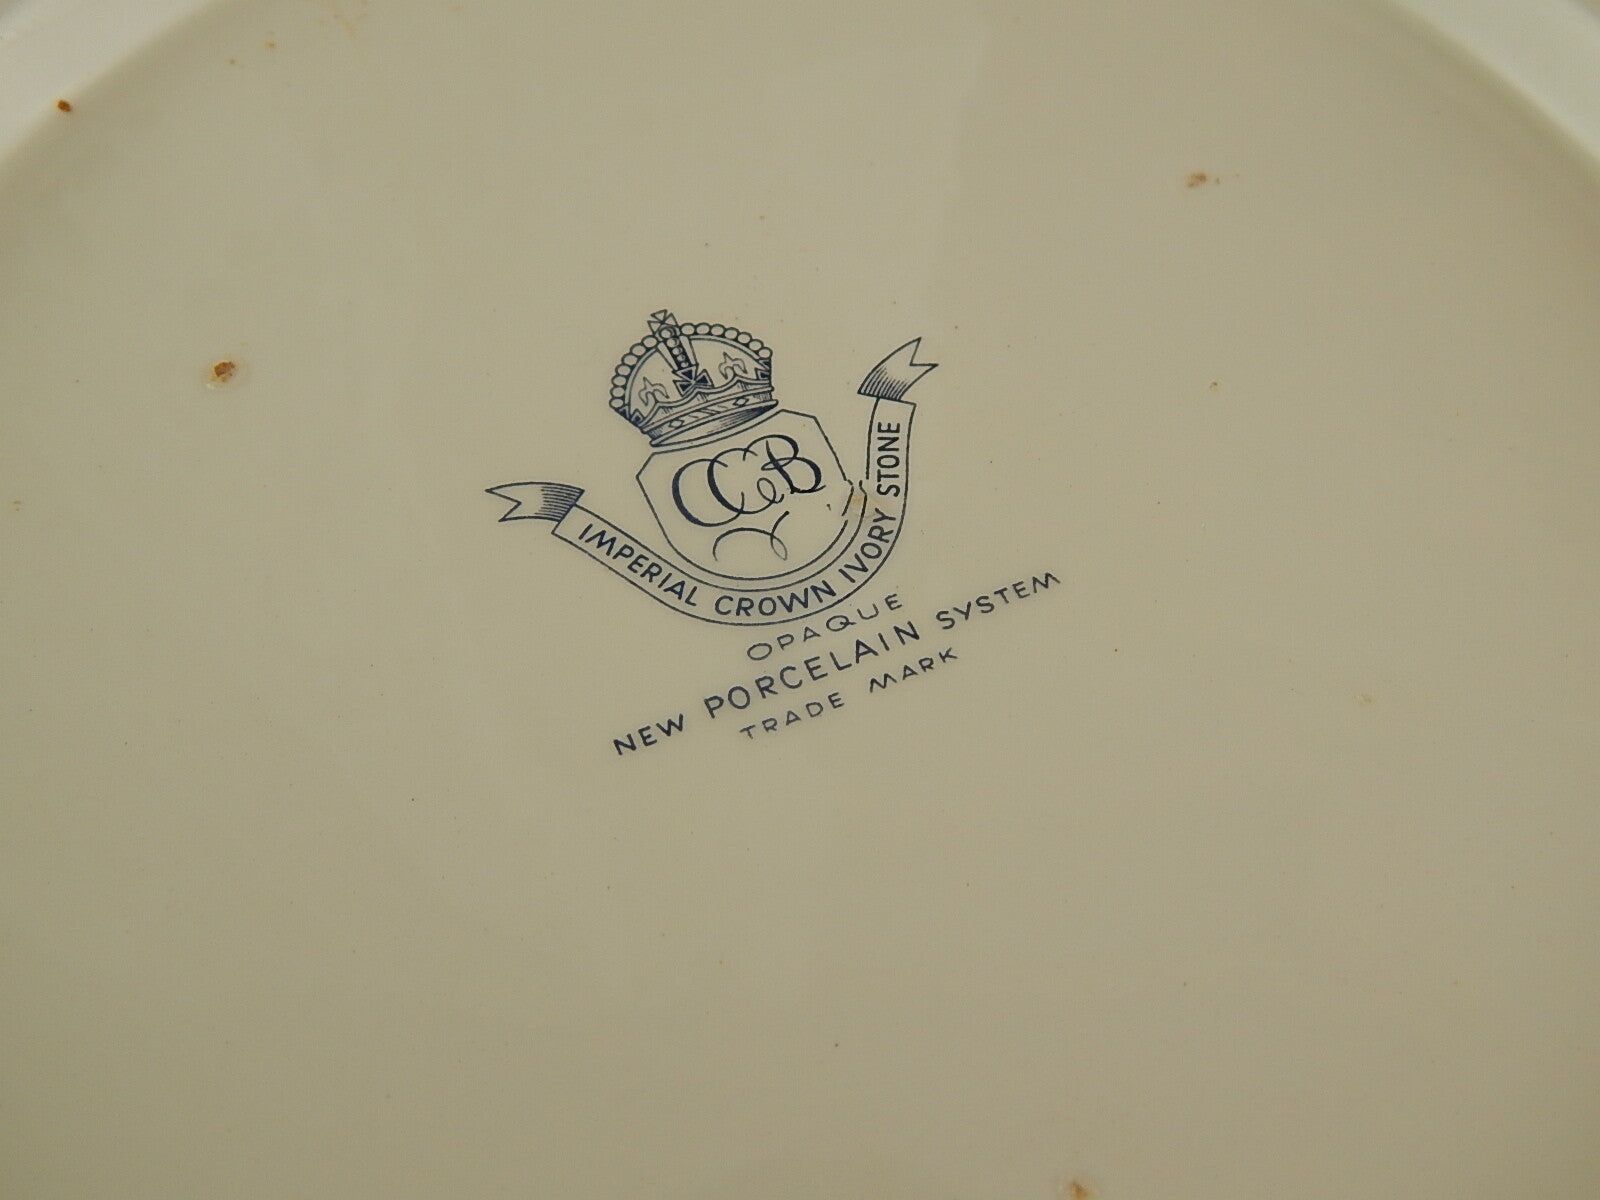 CCB
IMPERIAL CROWN IVORY STONE
OPAQUE
NEW PORCELAIN SYSTEM
TRADE MARK